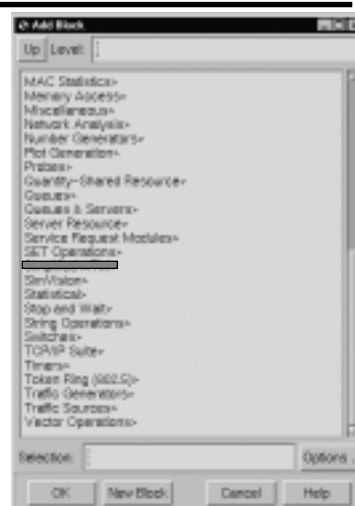 Add Block
Up Level:
MAC Statistics>
Memory Access>
Miscellaneous>
Network Analysis>
Number Generators>
Plot Generation>
Probes>
Quantity-Shared Resource>
Queues>
Queues & Servers>
Server Resource>
Service Request Modules>
SET Operations>
SimVision>
Statistical>
Stop and Wait>
String Operations>
Switches>
TCP/IP Suite>
Timers>
Token Ring (802.5)>
Traffic Generators>
Traffic Sources>
Vector Operations>
Selection:
Options
OK New Block Cancel Help